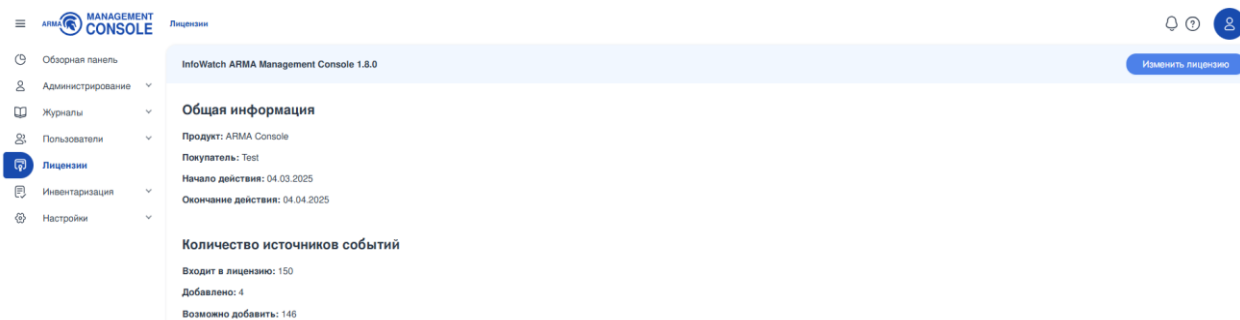 ARMA MANAGEMENT CONSOLE
Лицензии
Обзорная панель
InfoWatch ARMA Management Console 1.8.0
Изменить лицензию
Администрирование
Журналы
Пользователи
Лицензии
Инвентаризация
Настройки
Общая информация
Продукт: ARMA Console
Покупатель: Test
Начало действия: 04.03.2025
Окончание действия: 04.04.2025
Количество источников событий
Входит в лицензию: 150
Добавлено: 4
Возможно добавить: 146